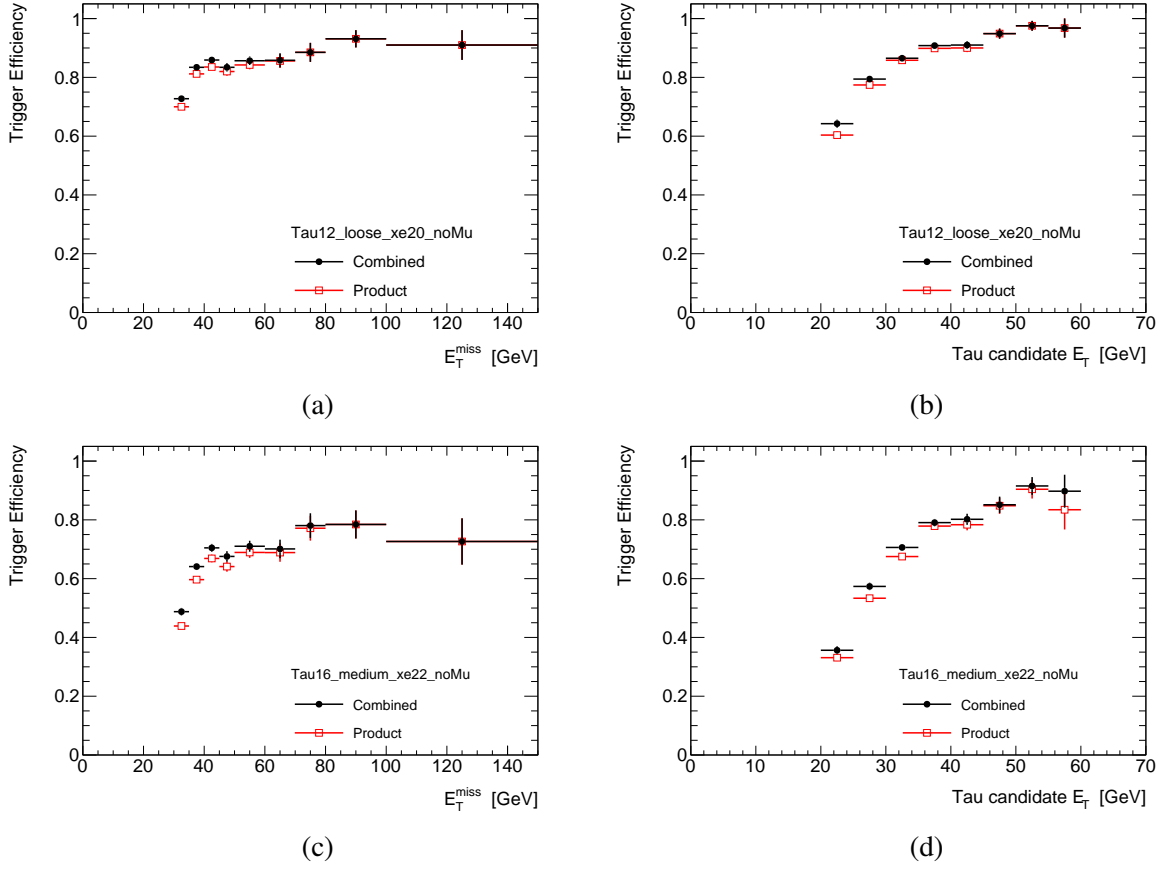 Trigger Efficiency
1
0.8
0.6
0.4
0.2
0
Tau12_loose_xe20_noMu
Combined
Product
0 20 40 60 80 100 120 140
E_T^miss [GeV]
(a)
Trigger Efficiency
1
0.8
0.6
0.4
0.2
0
Tau12_loose_xe20_noMu
Combined
Product
0 10 20 30 40 50 60 70
Tau candidate E_T [GeV]
(b)
Trigger Efficiency
1
0.8
0.6
0.4
0.2
0
Tau16_medium_xe22_noMu
Combined
Product
0 20 40 60 80 100 120 140
E_T^miss [GeV]
(c)
Trigger Efficiency
1
0.8
0.6
0.4
0.2
0
Tau16_medium_xe22_noMu
Combined
Product
0 10 20 30 40 50 60 70
Tau candidate E_T [GeV]
(d)